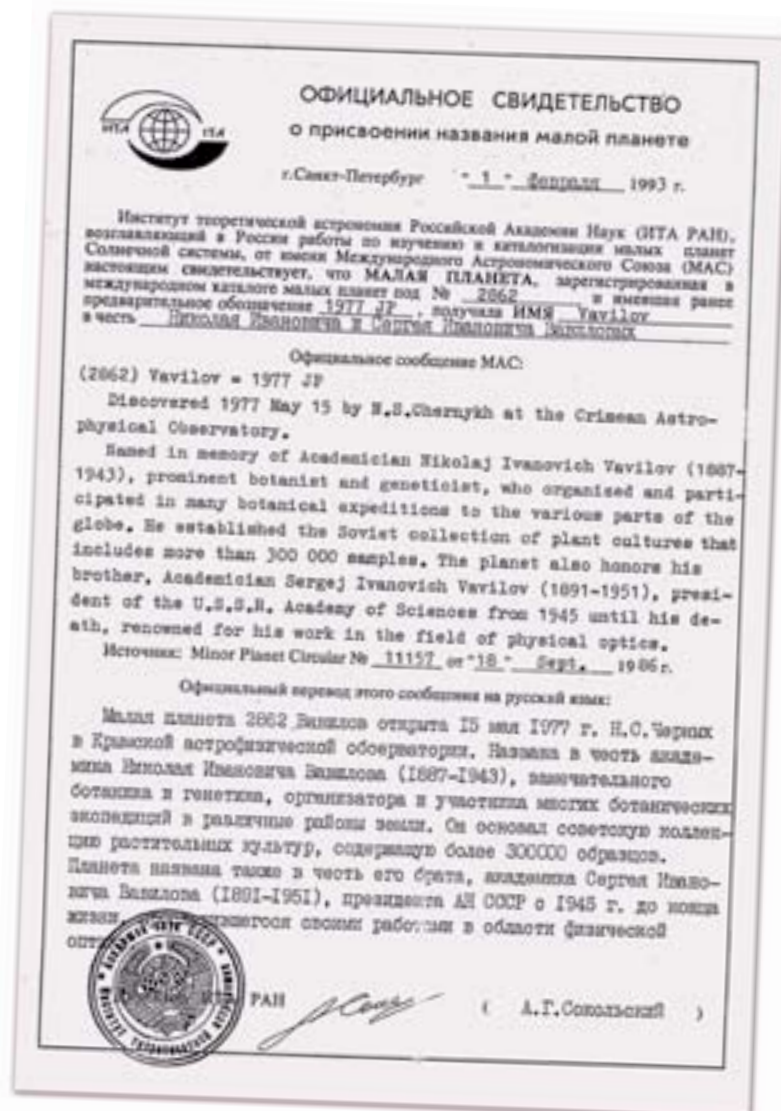 ИТА ИТА
ОФИЦИАЛЬНОЕ СВИДЕТЕЛЬСТВО
о присвоении названия малой планете
г.Санкт-Петербург " 1 " февраля 1993 г.
Институт теоретической астрономии Российской Академии Наук (ИТА РАН),
возглавляющий в России работы по изучению и каталогизации малых планет
Солнечной системы, от имени Международного Астрономического Союза (МАС)
настоящим свидетельствует, что МАЛАЯ ПЛАНЕТА, зарегистрированная в
международном каталоге малых планет под № 2862 и имевшая ранее
предварительное обозначение 1977 JP, получила ИМЯ Vavilov
в честь Николая Ивановича и Сергея Ивановича Вавиловых
Официальное сообщение МАС:
(2862) Vavilov = 1977 JP
Discovered 1977 May 15 by N.S.Chernykh at the Crimean Astro-
physical Observatory.
Named in memory of Academician Nikolaj Ivanovich Vavilov (1887-
1943), prominent botanist and geneticist, who organised and parti-
cipated in many botanical expeditions to the various parts of the
globe. He established the Soviet collection of plant cultures that
includes more than 300 000 samples. The planet also honors his
brother, Academician Sergej Ivanovich Vavilov (1891-1951), presi-
dent of the U.S.S.R. Academy of Sciences from 1945 until his de-
ath, renowned for his work in the field of physical optics.
Источник: Minor Planet Circular № 11157 от "18" Sept. 1986 г.
Официальный перевод этого сообщения на русский язык:
Малая планета 2862 Вавилов открыта I5 мая I977 г. Н.С.Черных
в Крымской астрофизической обсерватории. Названа в честь акаде-
мика Николая Ивановича Вавилова (I887-I943), замечательного
ботаника и генетика, организатора и участника многих ботанических
экспедиций в различные районы земли. Он основал советскую коллек-
цию растительных культур, содержащую более 300000 образцов.
Планета названа также в честь его брата, академика Сергея Ивано-
вича Вавилова (I89I-I95I), президента АН СССР с I945 г. до конца
жизни, своими работами в области физической
опт
ИТА РАН ( А.Г.Сокольский )